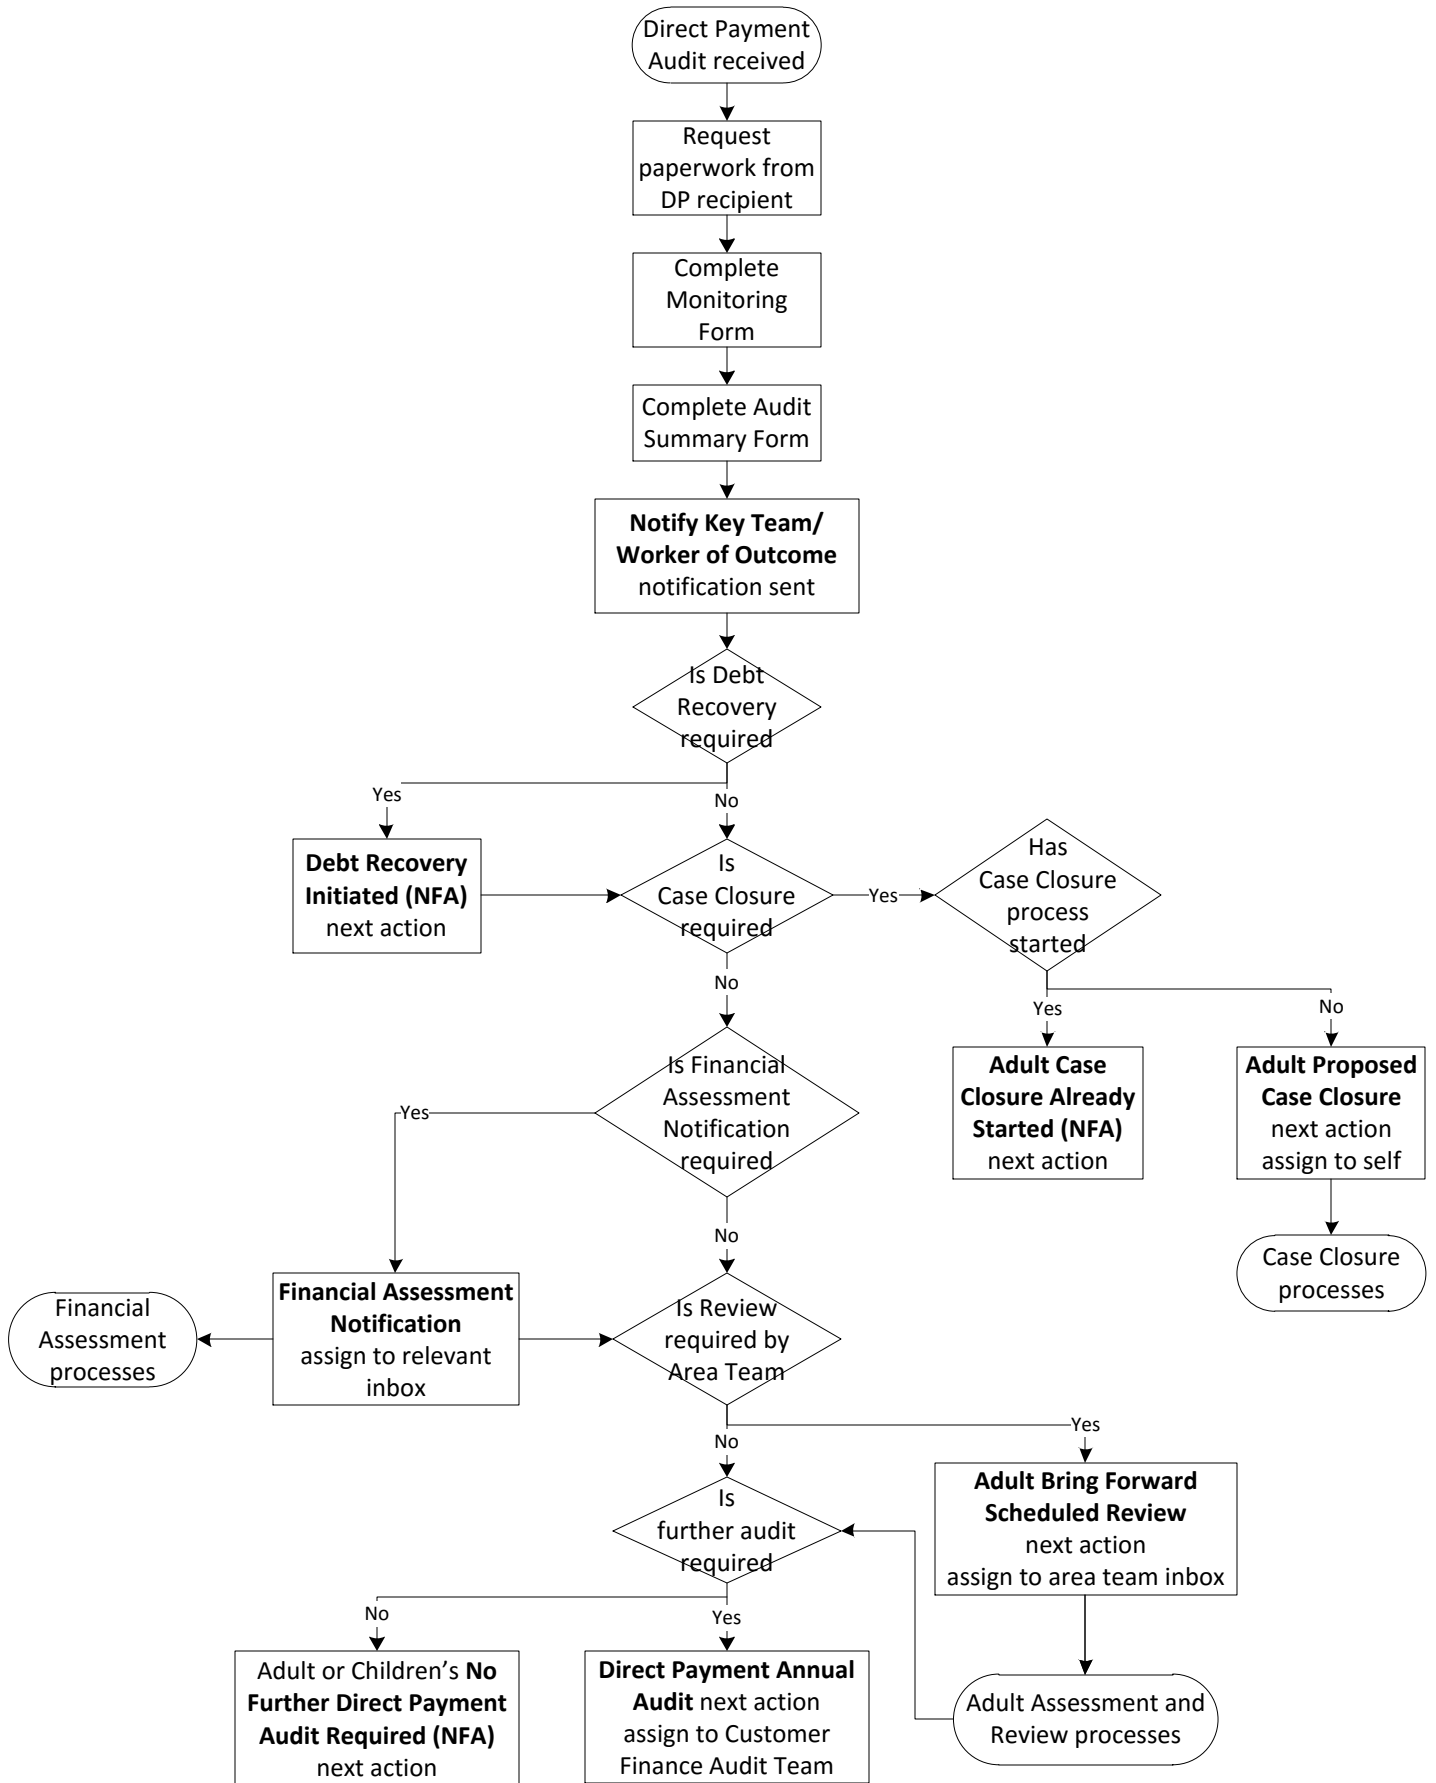 Direct Payment
Audit received
Request
paperwork from
DP recipient
Complete
Monitoring
Form
Complete Audit
Summary Form
Notify Key Team/
Worker of Outcome
notification sent
Is Debt
Recovery
required
Yes
No
Debt Recovery
Initiated (NFA)
next action
Is
Case Closure
required
Yes
Has
Case Closure
process
started
No
Yes
No
Is Financial
Assessment
Notification
required
Yes
Adult Case
Closure Already
Started (NFA)
next action
Adult Proposed
Case Closure
next action
assign to self
No
Case Closure
processes
Financial
Assessment
processes
Financial Assessment
Notification
assign to relevant
inbox
Is Review
required by
Area Team
No
Yes
Is
further audit
required
Adult Bring Forward
Scheduled Review
next action
assign to area team inbox
No
Yes
Adult or Children's No
Further Direct Payment
Audit Required (NFA)
next action
Direct Payment Annual
Audit next action
assign to Customer
Finance Audit Team
Adult Assessment and
Review processes